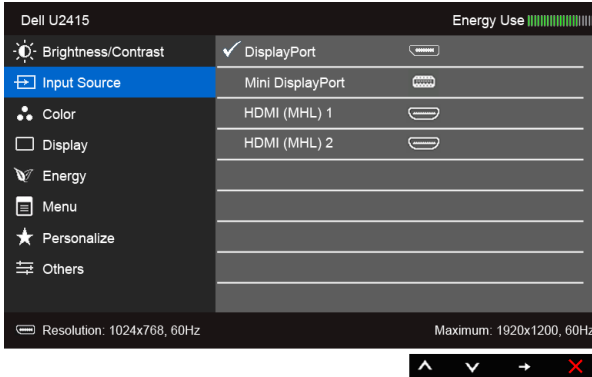 Dell U2415
Energy Use
Brightness/Contrast
Input Source
Color
Display
Energy
Menu
Personalize
Others
DisplayPort
Mini DisplayPort
HDMI (MHL) 1
HDMI (MHL) 2
Resolution: 1024x768, 60Hz
Maximum: 1920x1200, 60Hz